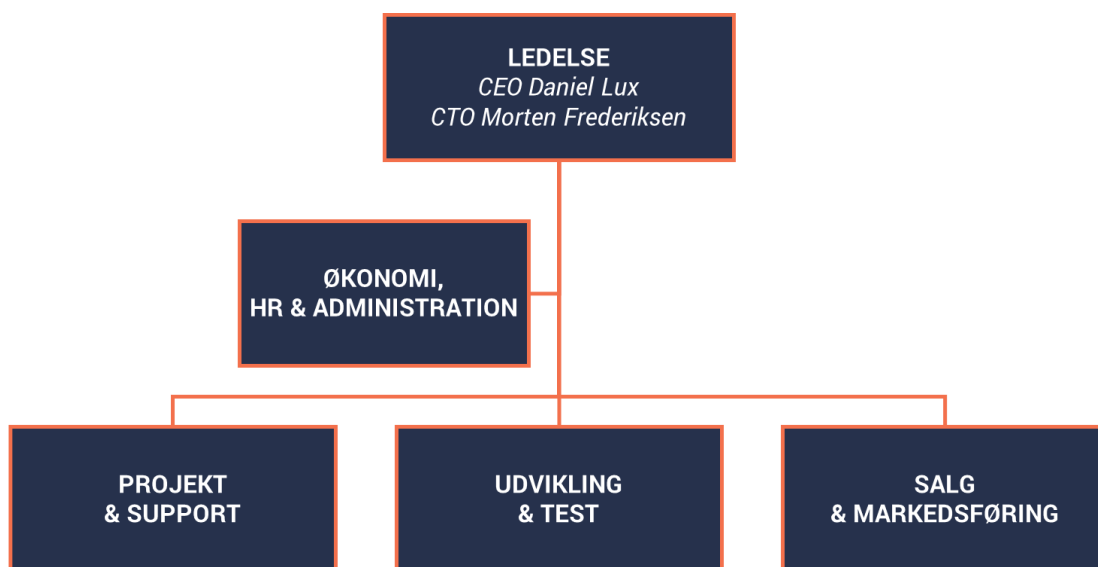 LEDELSE
CEO Daniel Lux
CTO Morten Frederiksen
ØKONOMI,
HR & ADMINISTRATION
PROJEKT
& SUPPORT
UDVIKLING
& TEST
SALG
& MARKEDSFØRING